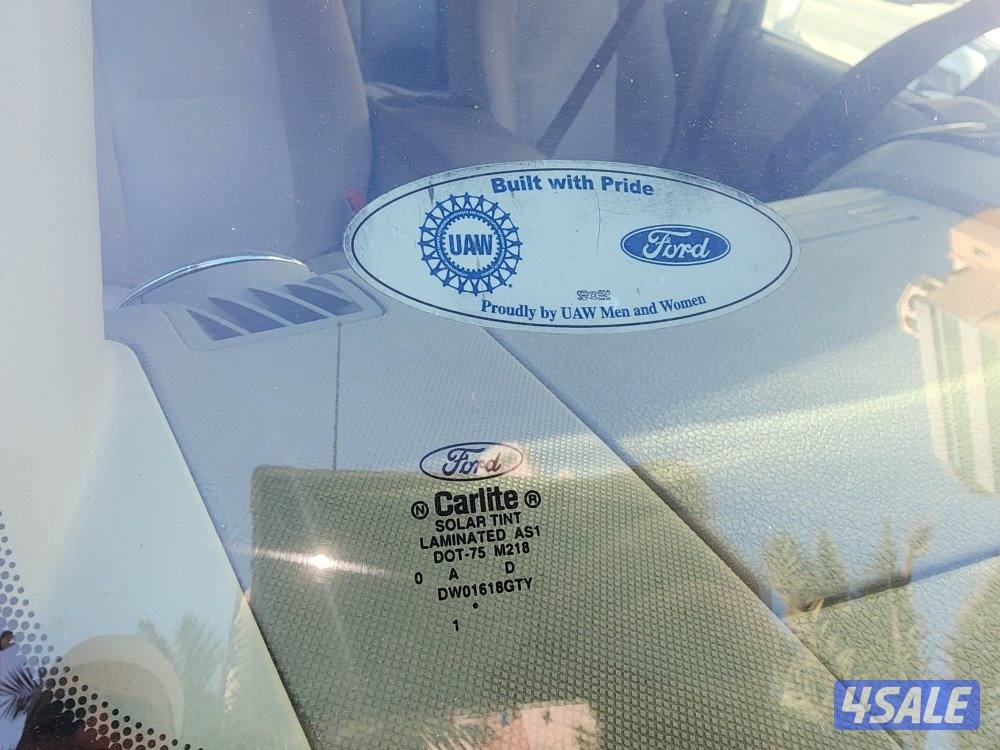 Built with Pride
UAW
Ford
Proudly by UAW Men and Women
Ford
Ⓝ Carlite ®
SOLAR TINT
LAMINATED AS1
DOT-75 M218
0 A D
DW01618GTY
1
4SALE